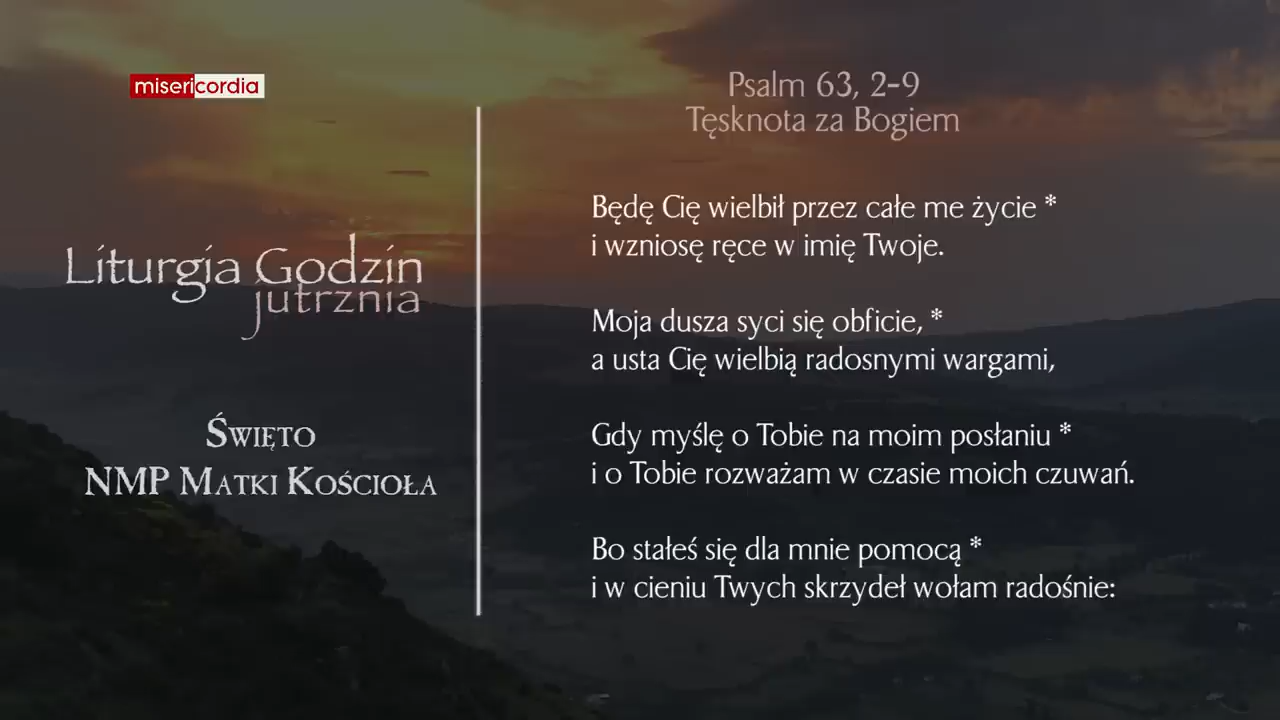 misericordia
Liturgia Godzin
jutrznia
Święto
NMP Matki Kościoła
Psalm 63, 2-9
Tęsknota za Bogiem
Będę Cię wielbił przez całe me życie *
i wzniosę ręce w imię Twoje.
Moja dusza syci się obficie, *
a usta Cię wielbią radosnymi wargami,
Gdy myślę o Tobie na moim posłaniu *
i o Tobie rozważam w czasie moich czuwań.
Bo stałeś się dla mnie pomocą *
i w cieniu Twych skrzydeł wołam radośnie: